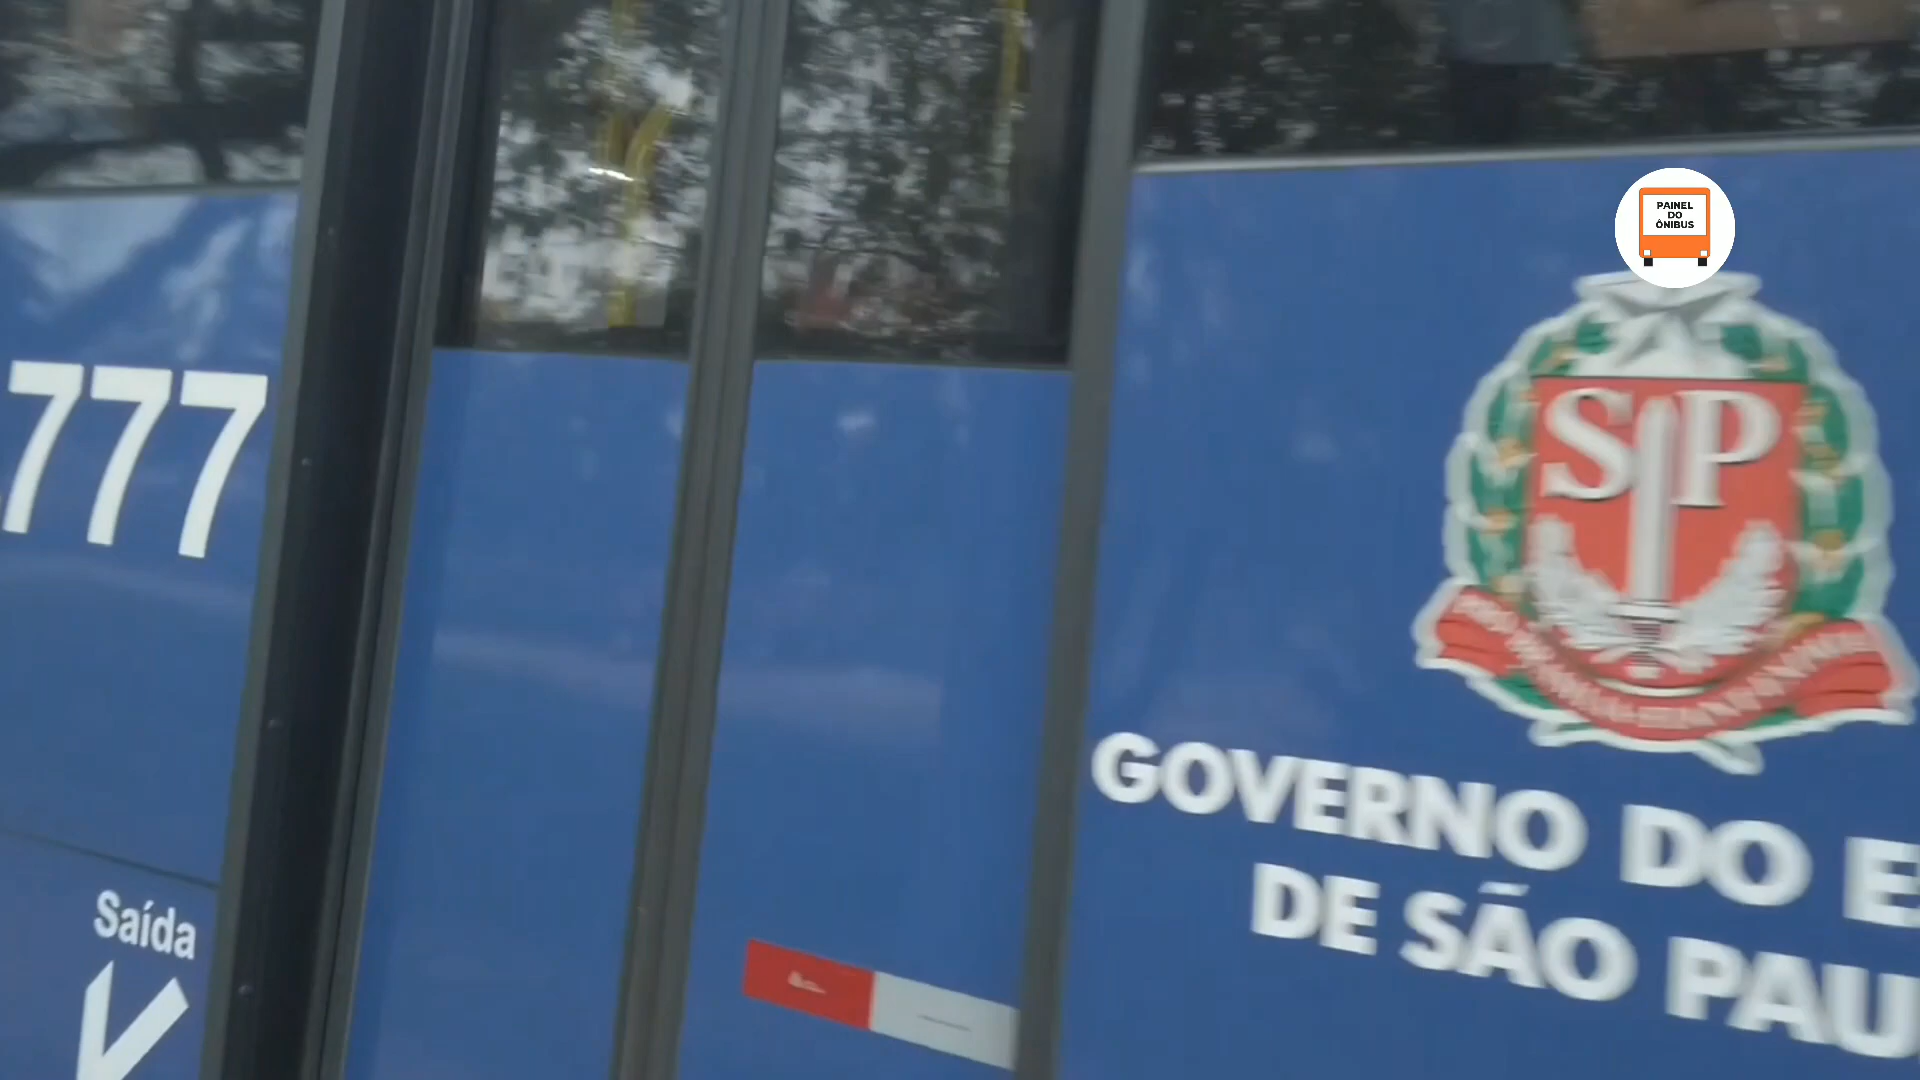 PAINEL
DO
ÔNIBUS
777
SP
GOVERNO DO E
DE SÃO PAU
Saída